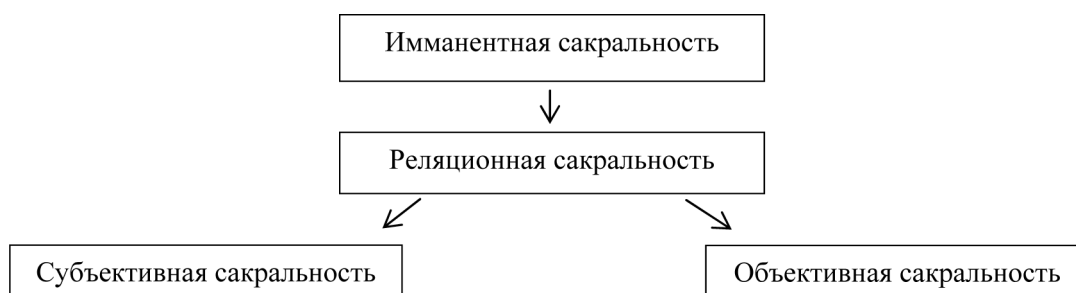 Имманентная сакральность
Реляционная сакральность
Субъективная сакральность
Объективная сакральность